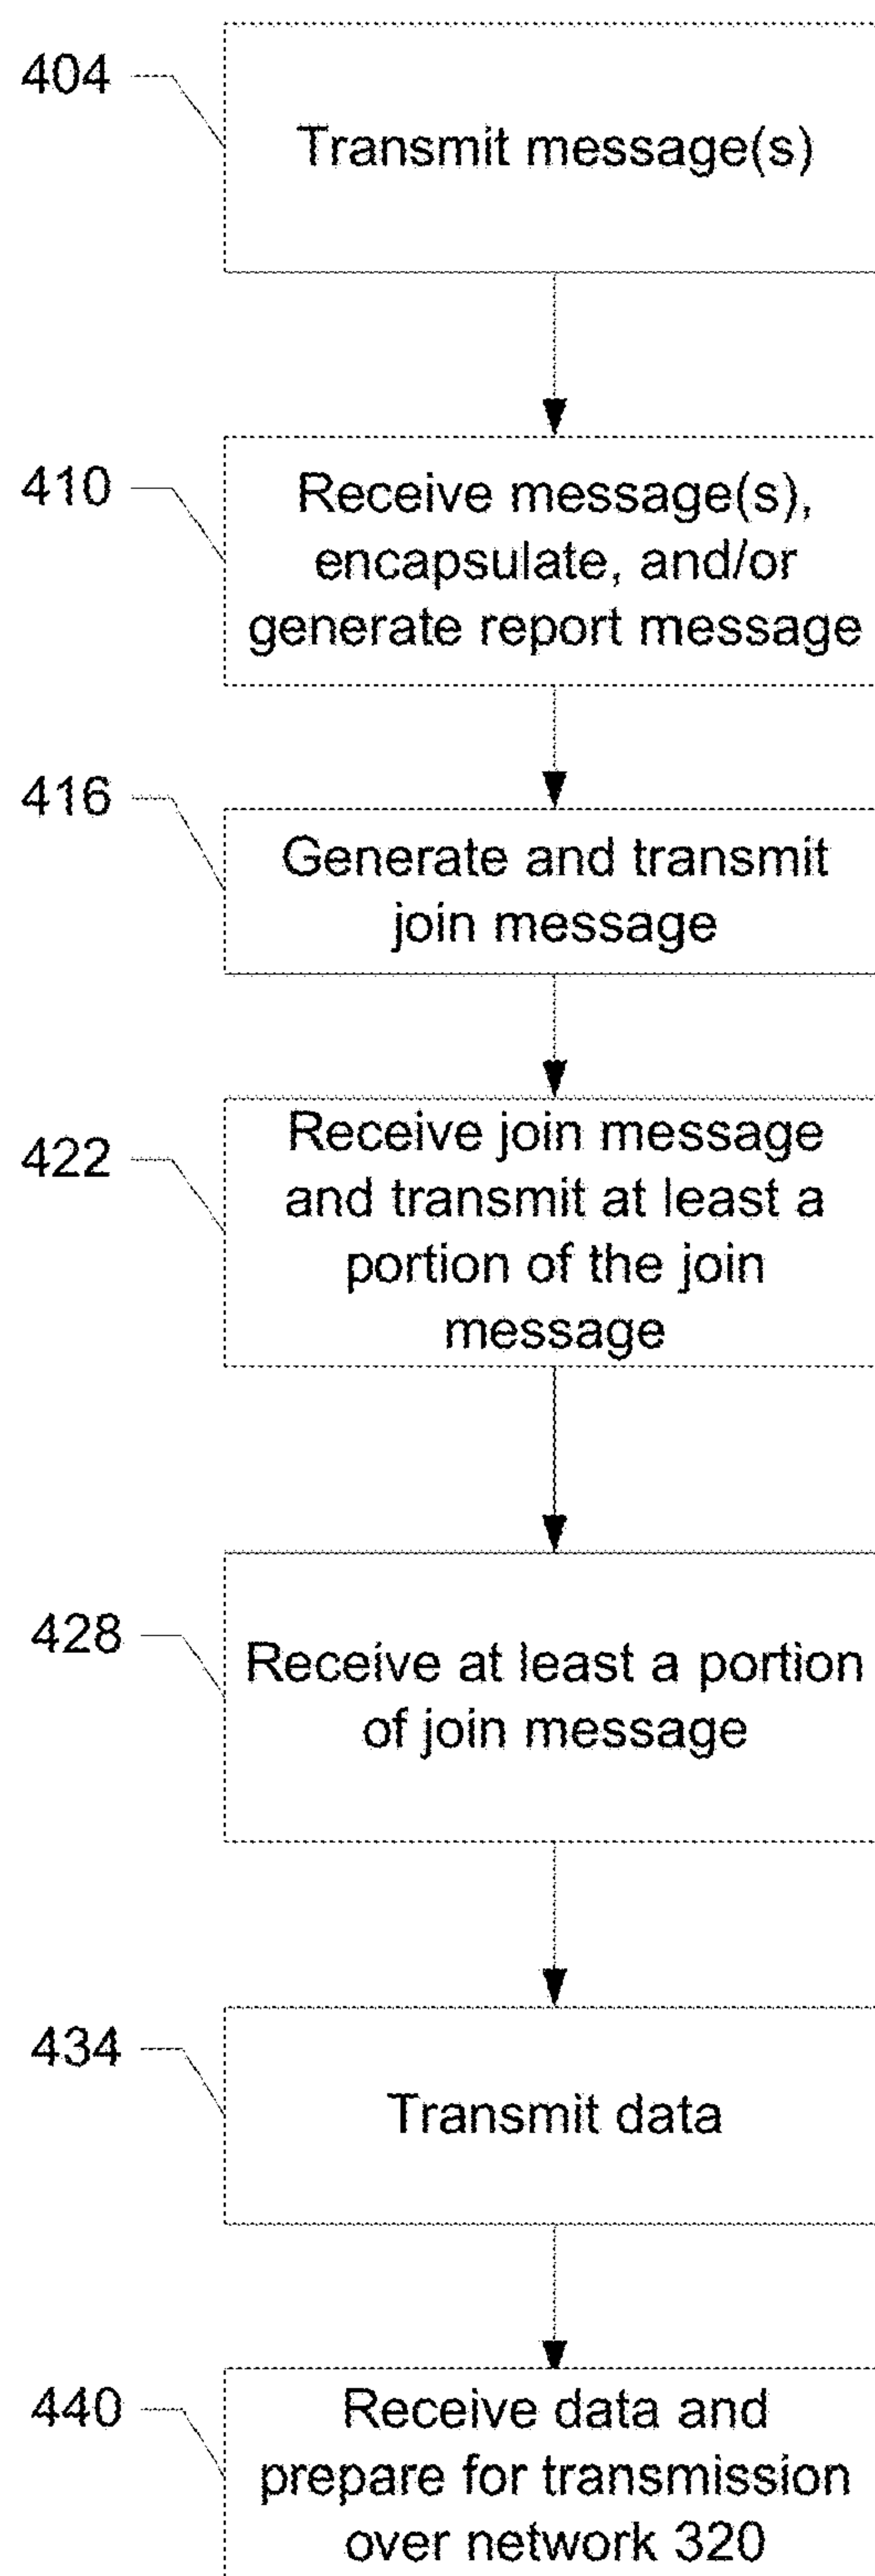 404
Transmit message(s)
410
Receive message(s),
encapsulate, and/or
generate report message
416
Generate and transmit
join message
422
Receive join message
and transmit at least a
portion of the join
message
428
Receive at least a portion
of join message
434
Transmit data
440
Receive data and
prepare for transmission
over network 320